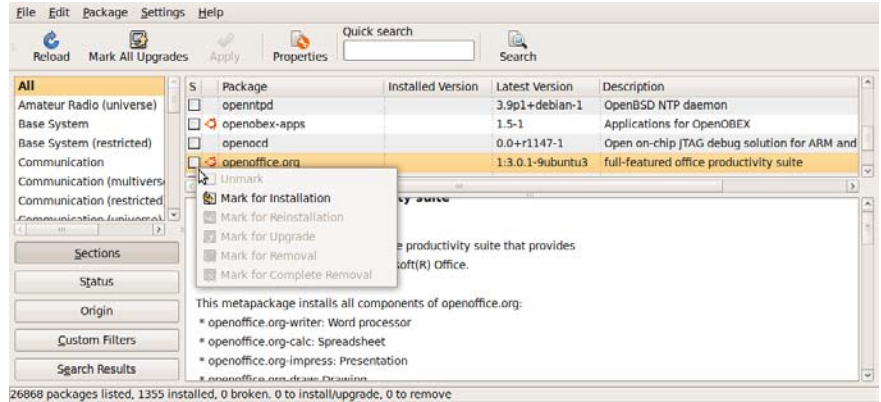 File Edit Package Settings Help
Reload Mark All Upgrades Apply Properties Quick search Search
All
Amateur Radio (universe)
Base System
Base System (restricted)
Communication
Communication (multivers
Communication (restricted
Communication (universe)
Sections
Status
Origin
Custom Filters
Search Results
S Package Installed Version Latest Version Description
openntpd 3.9p1+debian-1 OpenBSD NTP daemon
openobex-apps 1.5-1 Applications for OpenOBEX
openocd 0.0+r1147-1 Open on-chip JTAG debug solution for ARM and
openoffice.org 1:3.0.1-9ubuntu3 full-featured office productivity suite
Unmark
Mark for Installation
Mark for Reinstallation
Mark for Upgrade
Mark for Removal
Mark for Complete Removal
ty suite
e productivity suite that provides
soft(R) Office.
This metapackage installs all components of openoffice.org:
* openoffice.org-writer: Word processor
* openoffice.org-calc: Spreadsheet
* openoffice.org-impress: Presentation
* openoffice.org-draw: Drawing
26868 packages listed, 1355 installed, 0 broken. 0 to install/upgrade, 0 to remove